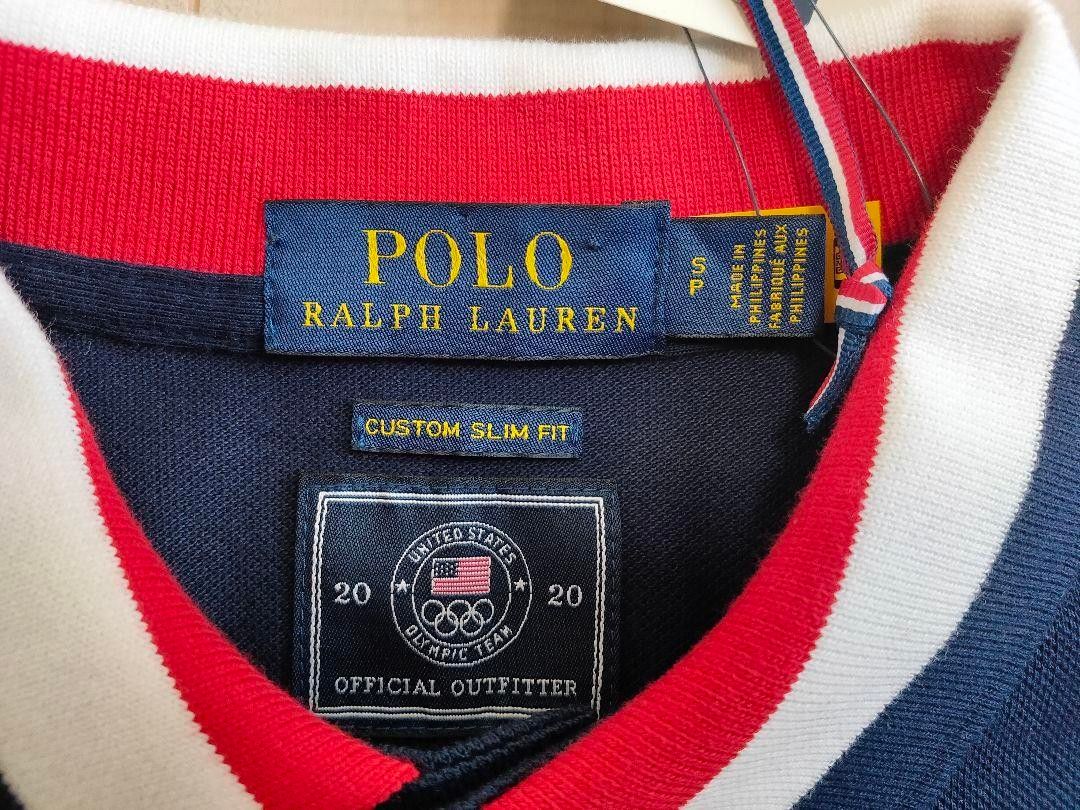 POLO
RALPH LAUREN
S
P
MADE IN
PHILIPPINES
FABRIQUÉ AUX
PHILIPPINES
CUSTOM SLIM FIT
UNITED STATES
20 20
OLYMPIC TEAM
OFFICIAL OUTFITTER